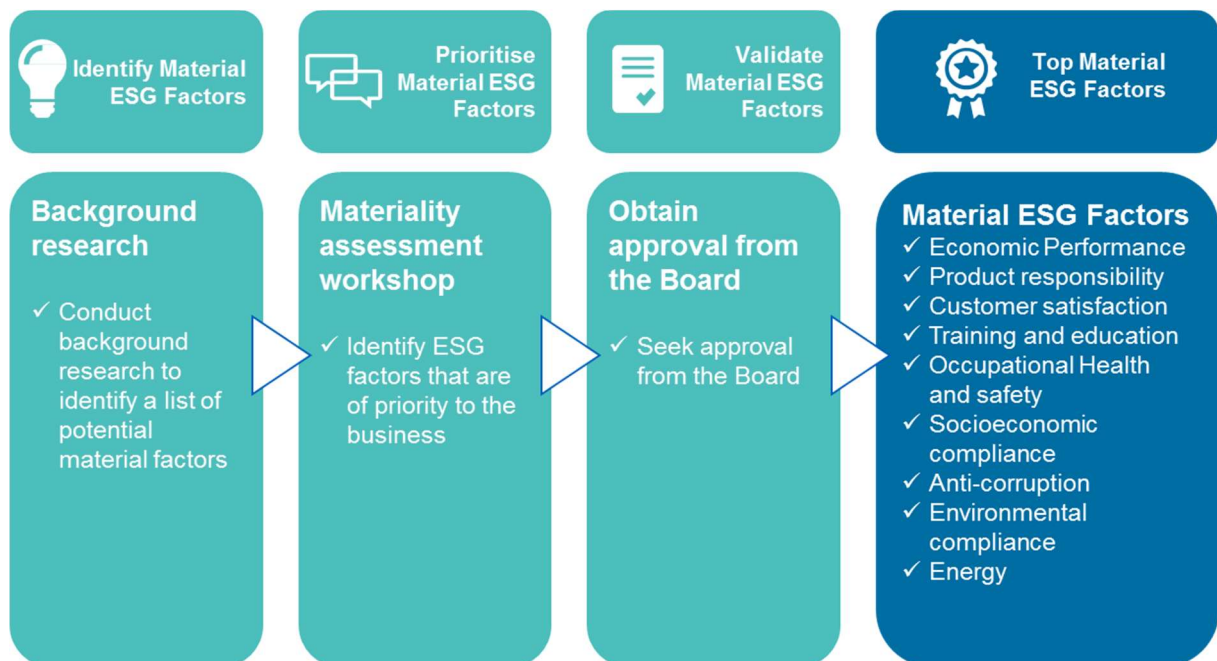 Identify Material
ESG Factors
Prioritise
Material ESG
Factors
Validate
Material ESG
Factors
Top Material
ESG Factors
Background
research
✓ Conduct
background
research to
identify a list of
potential
material factors
Materiality
assessment
workshop
✓ Identify ESG
factors that are
of priority to the
business
Obtain
approval from
the Board
✓ Seek approval
from the Board
Material ESG Factors
✓ Economic Performance
✓ Product responsibility
✓ Customer satisfaction
✓ Training and education
✓ Occupational Health
and safety
✓ Socioeconomic
compliance
✓ Anti-corruption
✓ Environmental
compliance
✓ Energy